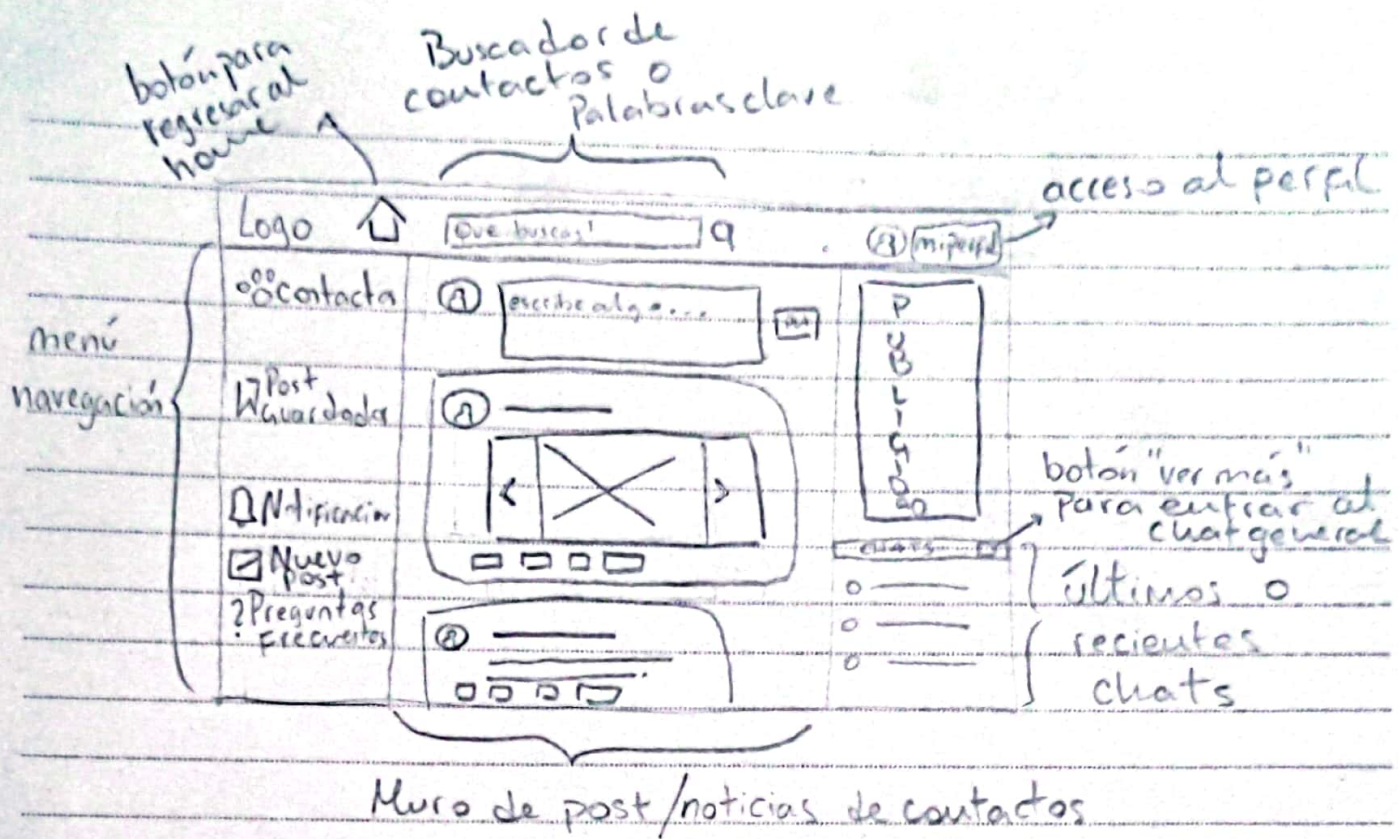 botón para
regresar al
home
Buscador de
contactos o
Palabras clave
acceso al perfil
Logo
Que buscas?
mi perfil
menú
navegación
Contacta
Post
Guardada
Notificacion
Nuevo
post
?Preguntas
Frecuentes
escribe algo...
P
U
B
L
I
C
I
D
A
D
botón "ver más"
para entrar al
chat general
CHATS
últimos o
recientes
chats
Muro de post/noticias de contactos